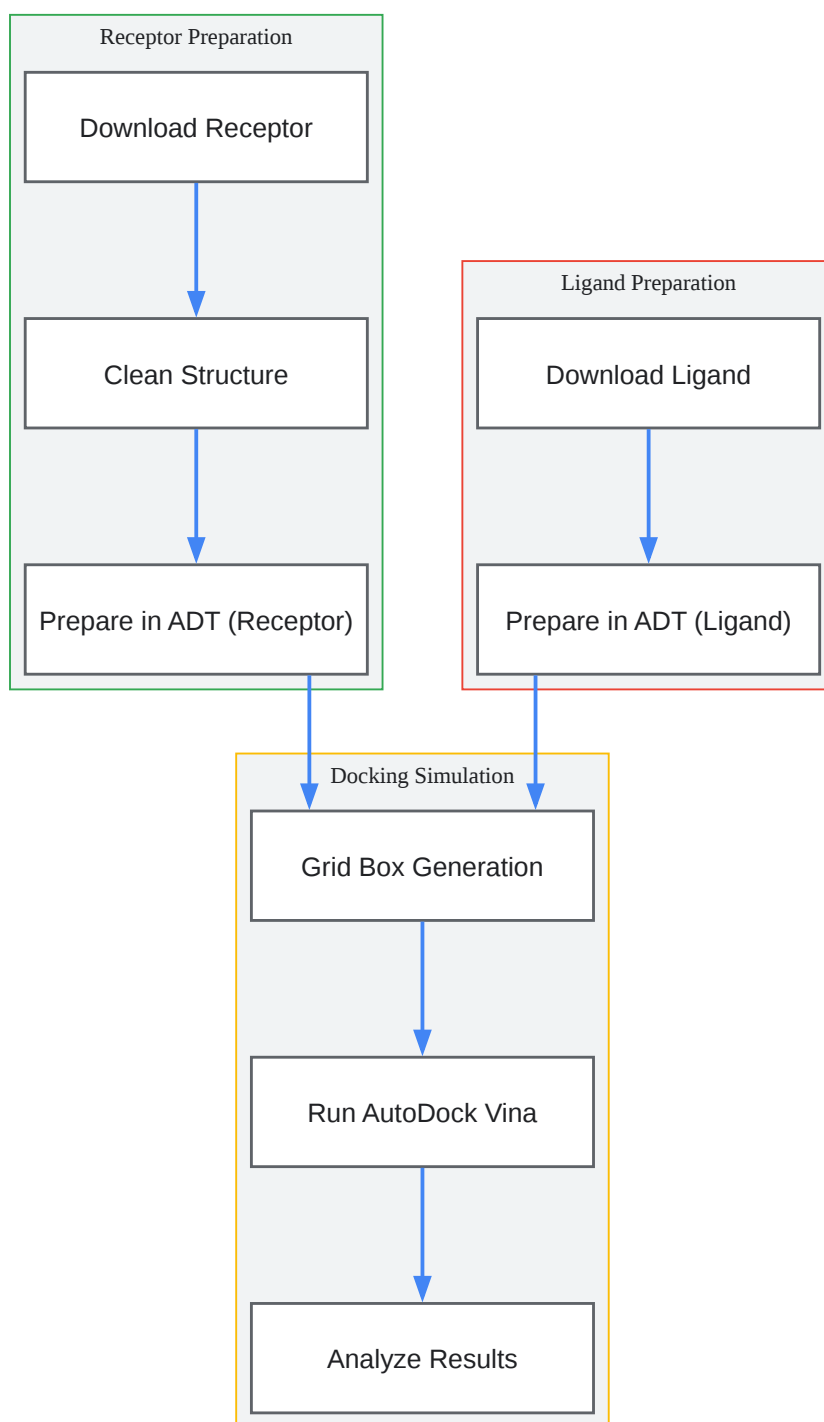 Receptor Preparation
Download Receptor
Clean Structure
Prepare in ADT (Receptor)
Ligand Preparation
Download Ligand
Prepare in ADT (Ligand)
Docking Simulation
Grid Box Generation
Run AutoDock Vina
Analyze Results